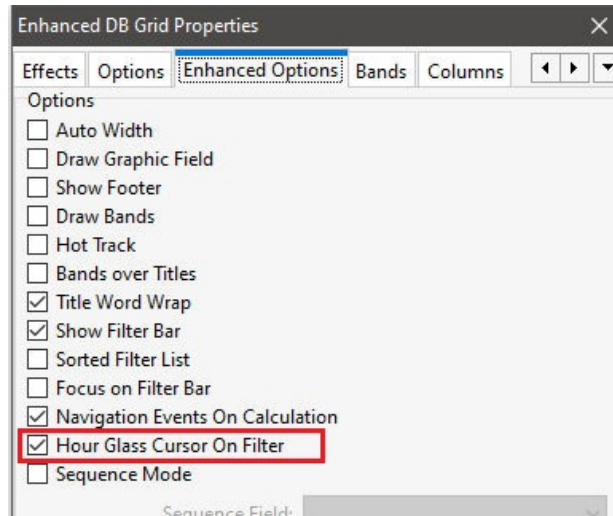 Enhanced DB Grid Properties
Effects Options Enhanced Options Bands Columns
Options
Auto Width
Draw Graphic Field
Show Footer
Draw Bands
Hot Track
Bands over Titles
Title Word Wrap
Show Filter Bar
Sorted Filter List
Focus on Filter Bar
Navigation Events On Calculation
Hour Glass Cursor On Filter
Sequence Mode
Sequence Field: